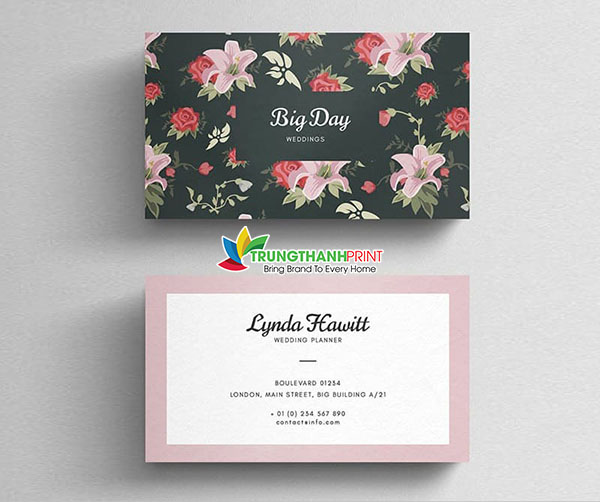 Big Day
WEDDINGS
TRUNGTHANHPRINT
Bring Brand To Every Home
Lynda Hawitt
WEDDING PLANNER
BOULEVARD 01234
LONDON, MAIN STREET, BIG BUILDING A/21
+ 01 (0) 234 567 890
contact@info.com